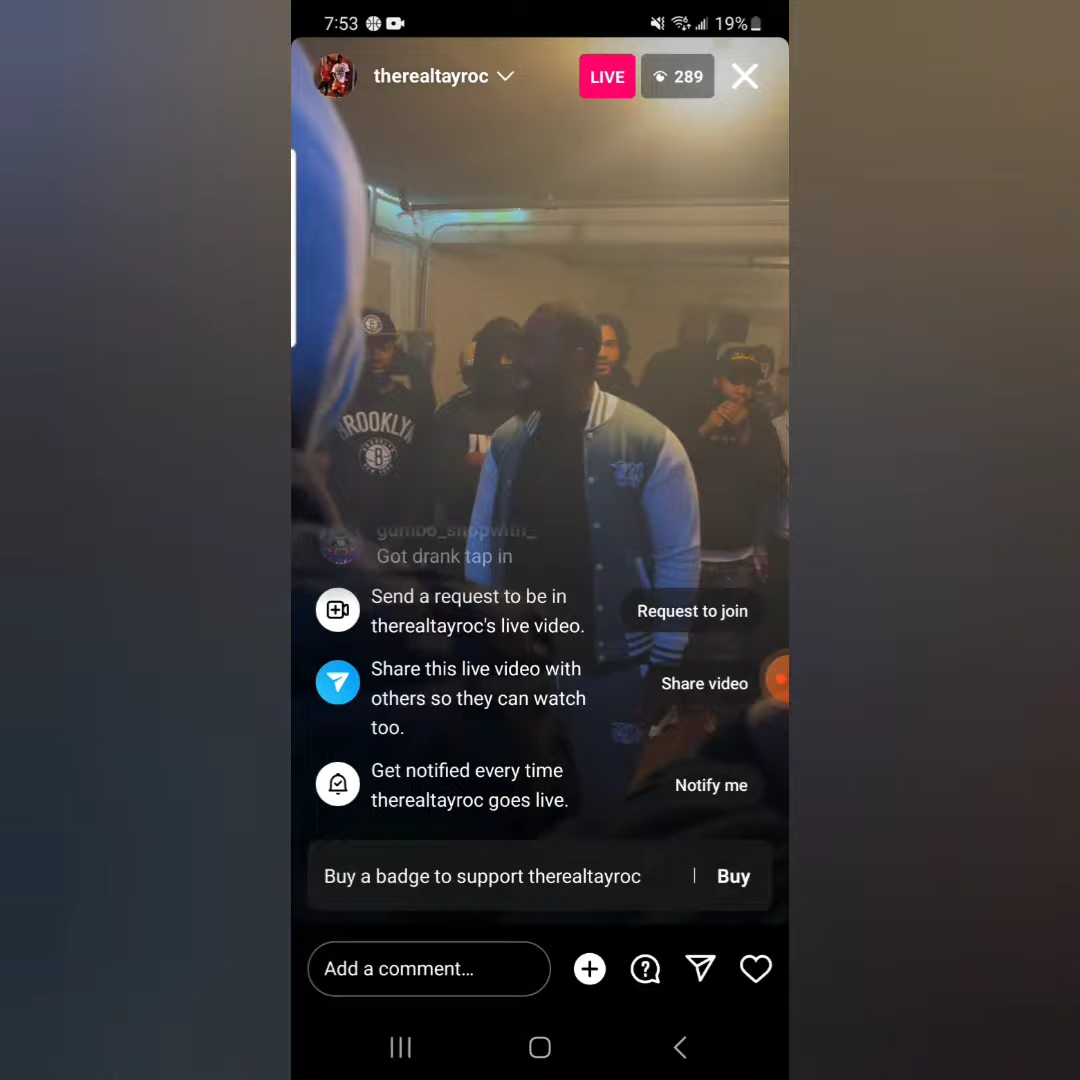 7:53 19%
therealtayroc LIVE 289
BROOKLYN
B
gumbo_shopwith_
Got drank tap in
Send a request to be in
therealtayroc's live video.
Request to join
Share this live video with
others so they can watch
too.
Share video
Get notified every time
therealtayroc goes live.
Notify me
Buy a badge to support therealtayroc | Buy
Add a comment...